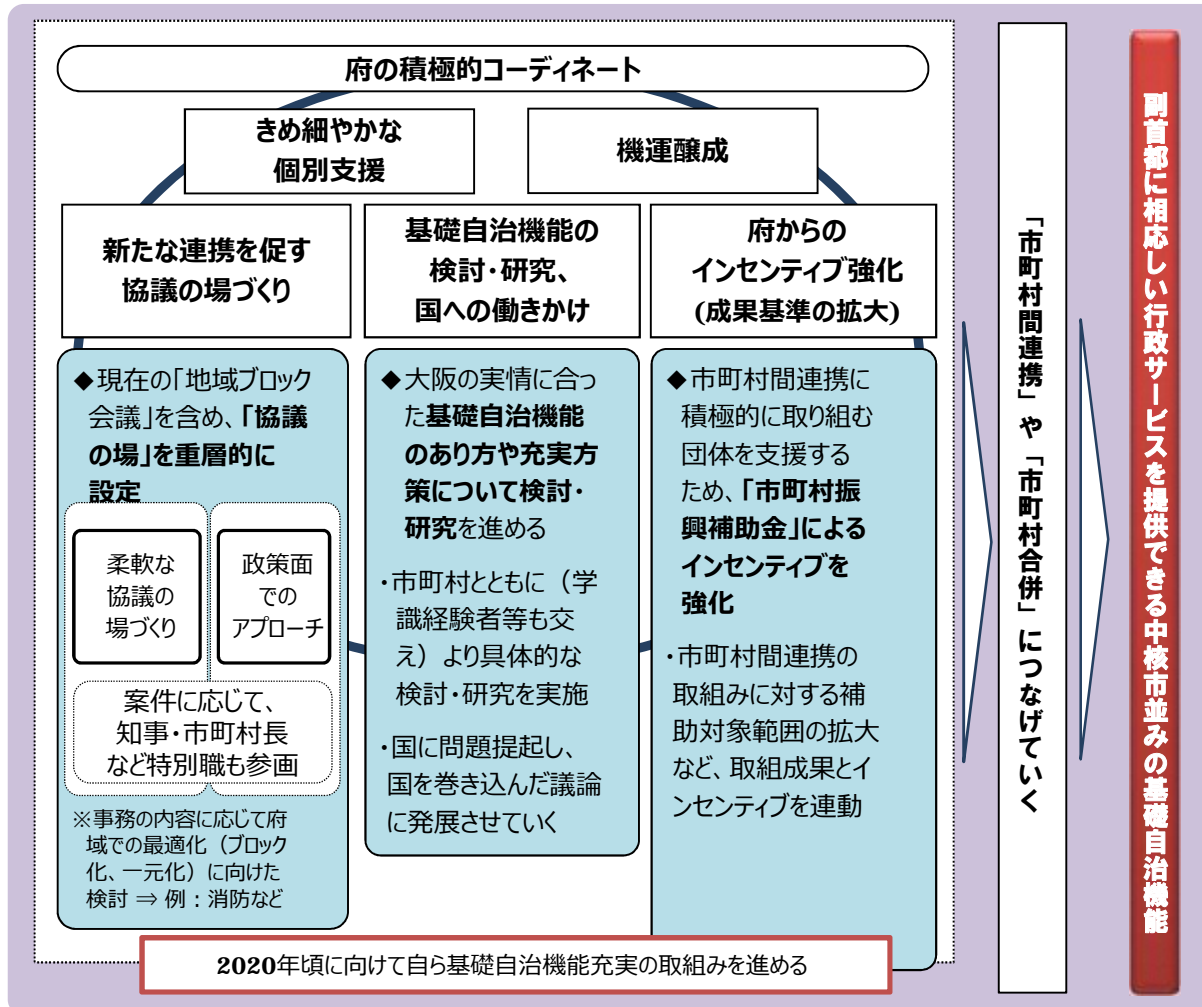 府の積極的コーディネート
きめ細やかな
個別支援
機運醸成
新たな連携を促す
協議の場づくり
基礎自治機能の
検討・研究、
国への働きかけ
府からの
インセンティブ強化
(成果基準の拡大)
◆現在の「地域ブロック
会議」を含め、「協議
の場」を重層的に
設定
柔軟な
協議の
場づくり
政策面
での
アプローチ
案件に応じて、
知事・市町村長
など特別職も参画
※事務の内容に応じて府
域での最適化（ブロック
化、一元化）に向けた
検討 ⇒ 例：消防など
◆大阪の実情に合っ
た基礎自治機能
のあり方や充実方
策について検討・
研究を進める
・市町村とともに（学
識経験者等も交
え）より具体的な
検討・研究を実施
・国に問題提起し、
国を巻き込んだ議論
に発展させていく
◆市町村間連携に
積極的に取り組む
団体を支援する
ため、「市町村振
興補助金」による
インセンティブを
強化
・市町村間連携の
取組みに対する補
助対象範囲の拡大
など、取組成果とイ
ンセンティブを連動
2020年頃に向けて自ら基礎自治機能充実の取組みを進める
「市町村間連携」や「市町村合併」につなげていく
副首都に相応しい行政サービスを提供できる中核市並みの基礎自治機能